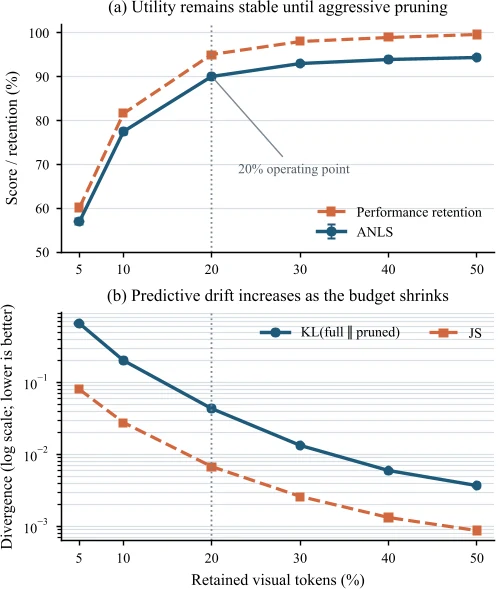 (a) Utility remains stable until aggressive pruning
Score / retention (%)
100
90
80
70
60
50
20% operating point
Performance retention
ANLS
5 10 20 30 40 50
(b) Predictive drift increases as the budget shrinks
Divergence (log scale; lower is better)
KL(full ∥ pruned) JS
10⁻¹
10⁻²
10⁻³
5 10 20 30 40 50
Retained visual tokens (%)